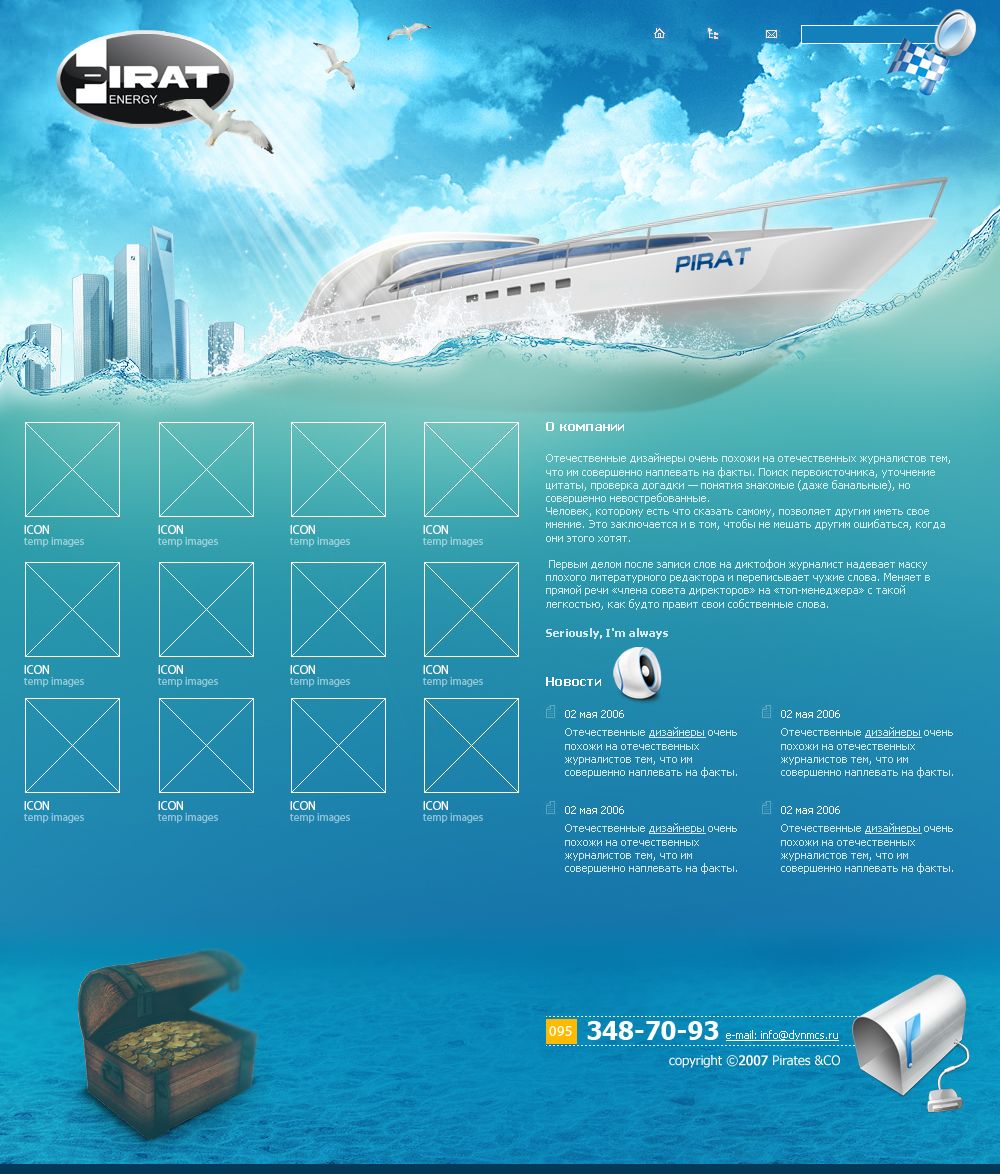 PIRAT
ENERGY
PIRAT
ICON
temp images
ICON
temp images
ICON
temp images
ICON
temp images
ICON
temp images
ICON
temp images
ICON
temp images
ICON
temp images
ICON
temp images
ICON
temp images
ICON
temp images
ICON
temp images
О компании
Отечественные дизайнеры очень похожи на отечественных журналистов тем,
что им совершенно наплевать на факты. Поиск первоисточника, уточнение
цитаты, проверка догадки — понятия знакомые (даже банальные), но
совершенно невостребованные.
Человек, которому есть что сказать самому, позволяет другим иметь свое
мнение. Это заключается и в том, чтобы не мешать другим ошибаться, когда
они этого хотят.
Первым делом после записи слов на диктофон журналист надевает маску
плохого литературного редактора и переписывает чужие слова. Меняет в
прямой речи «члена совета директоров» на «топ-менеджера» с такой
легкостью, как будто правит свои собственные слова.
Seriously, I'm always
Новости
02 мая 2006
Отечественные дизайнеры очень
похожи на отечественных
журналистов тем, что им
совершенно наплевать на факты.
02 мая 2006
Отечественные дизайнеры очень
похожи на отечественных
журналистов тем, что им
совершенно наплевать на факты.
02 мая 2006
Отечественные дизайнеры очень
похожи на отечественных
журналистов тем, что им
совершенно наплевать на факты.
02 мая 2006
Отечественные дизайнеры очень
похожи на отечественных
журналистов тем, что им
совершенно наплевать на факты.
095 348-70-93 e-mail: info@dynmcs.ru
copyright ©2007 Pirates &CO